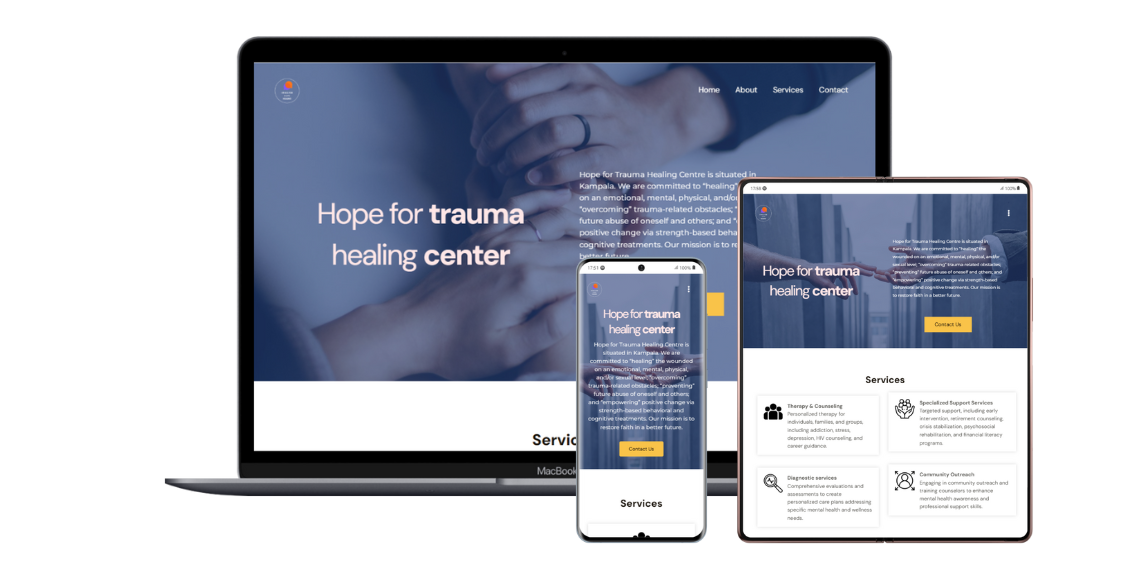 Home About Services Contact
Hope for trauma
healing center
Hope for Trauma Healing Centre is situated in
Kampala. We are committed to "healing"
on an emotional, mental, physical, and/or
"overcoming" trauma-related obstacles; "
future abuse of oneself and others; and "
positive change via strength-based beha
cognitive treatments. Our mission is to re
better future.
Servic
MacBook
17:51
100%
Hope for trauma
healing center
Hope for Trauma Healing Centre is
situated in Kampala. We are
committed to "healing" the wounded
on an emotional, mental, physical,
and/or sexual level; "overcoming"
trauma-related obstacles; "preventing"
future abuse of oneself and others;
and "empowering" positive change via
strength-based behavioral and
cognitive treatments. Our mission is to
restore faith in a better future.
Contact Us
Services
17:56
100%
Hope for trauma
healing center
Hope for Trauma Healing Centre is situated in
Kampala. We are committed to "healing" the
wounded on an emotional, mental, physical, and/or
sexual level; "overcoming" trauma-related obstacles;
"preventing" future abuse of oneself and others; and
"empowering" positive change via strength-based
behavioral and cognitive treatments. Our mission is
to restore faith in a better future.
Contact Us
Services
Therapy & Counseling
Personalized therapy for
individuals, families, and groups,
including addiction, stress,
depression, HIV counseling, and
career guidance.
Specialized Support Services
Targeted support, including early
intervention, retirement counseling,
crisis stabilization, psychosocial
rehabilitation, and financial literacy
programs.
Diagnostic services
Comprehensive evaluations and
assessments to create
personalized care plans addressing
specific mental health and wellness
needs.
Community Outreach
Engaging in community outreach and
training counselors to enhance
mental health awareness and
professional support skills.